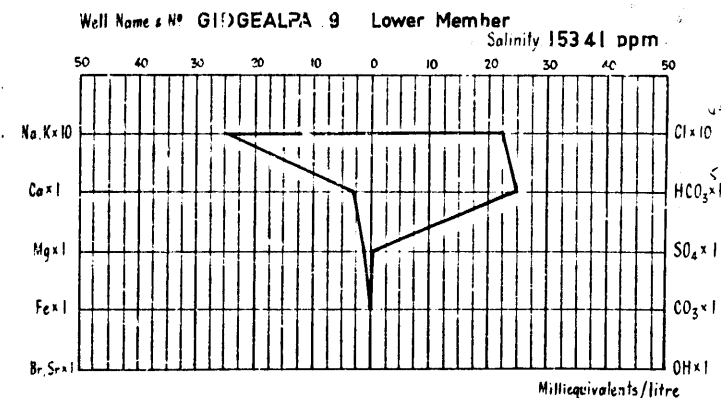 Well Name & Nº GIDGEALPA 9 Lower Member
Salinity 15341 ppm
50 40 30 20 10 0 10 20 30 40 50
Na, K×10 Cl×10
Ca×1 HCO₃×1
Mg×1 SO₄×1
Fe×1 CO₃×1
Br, Sr×1 OH×1
Milliequivalents/litre